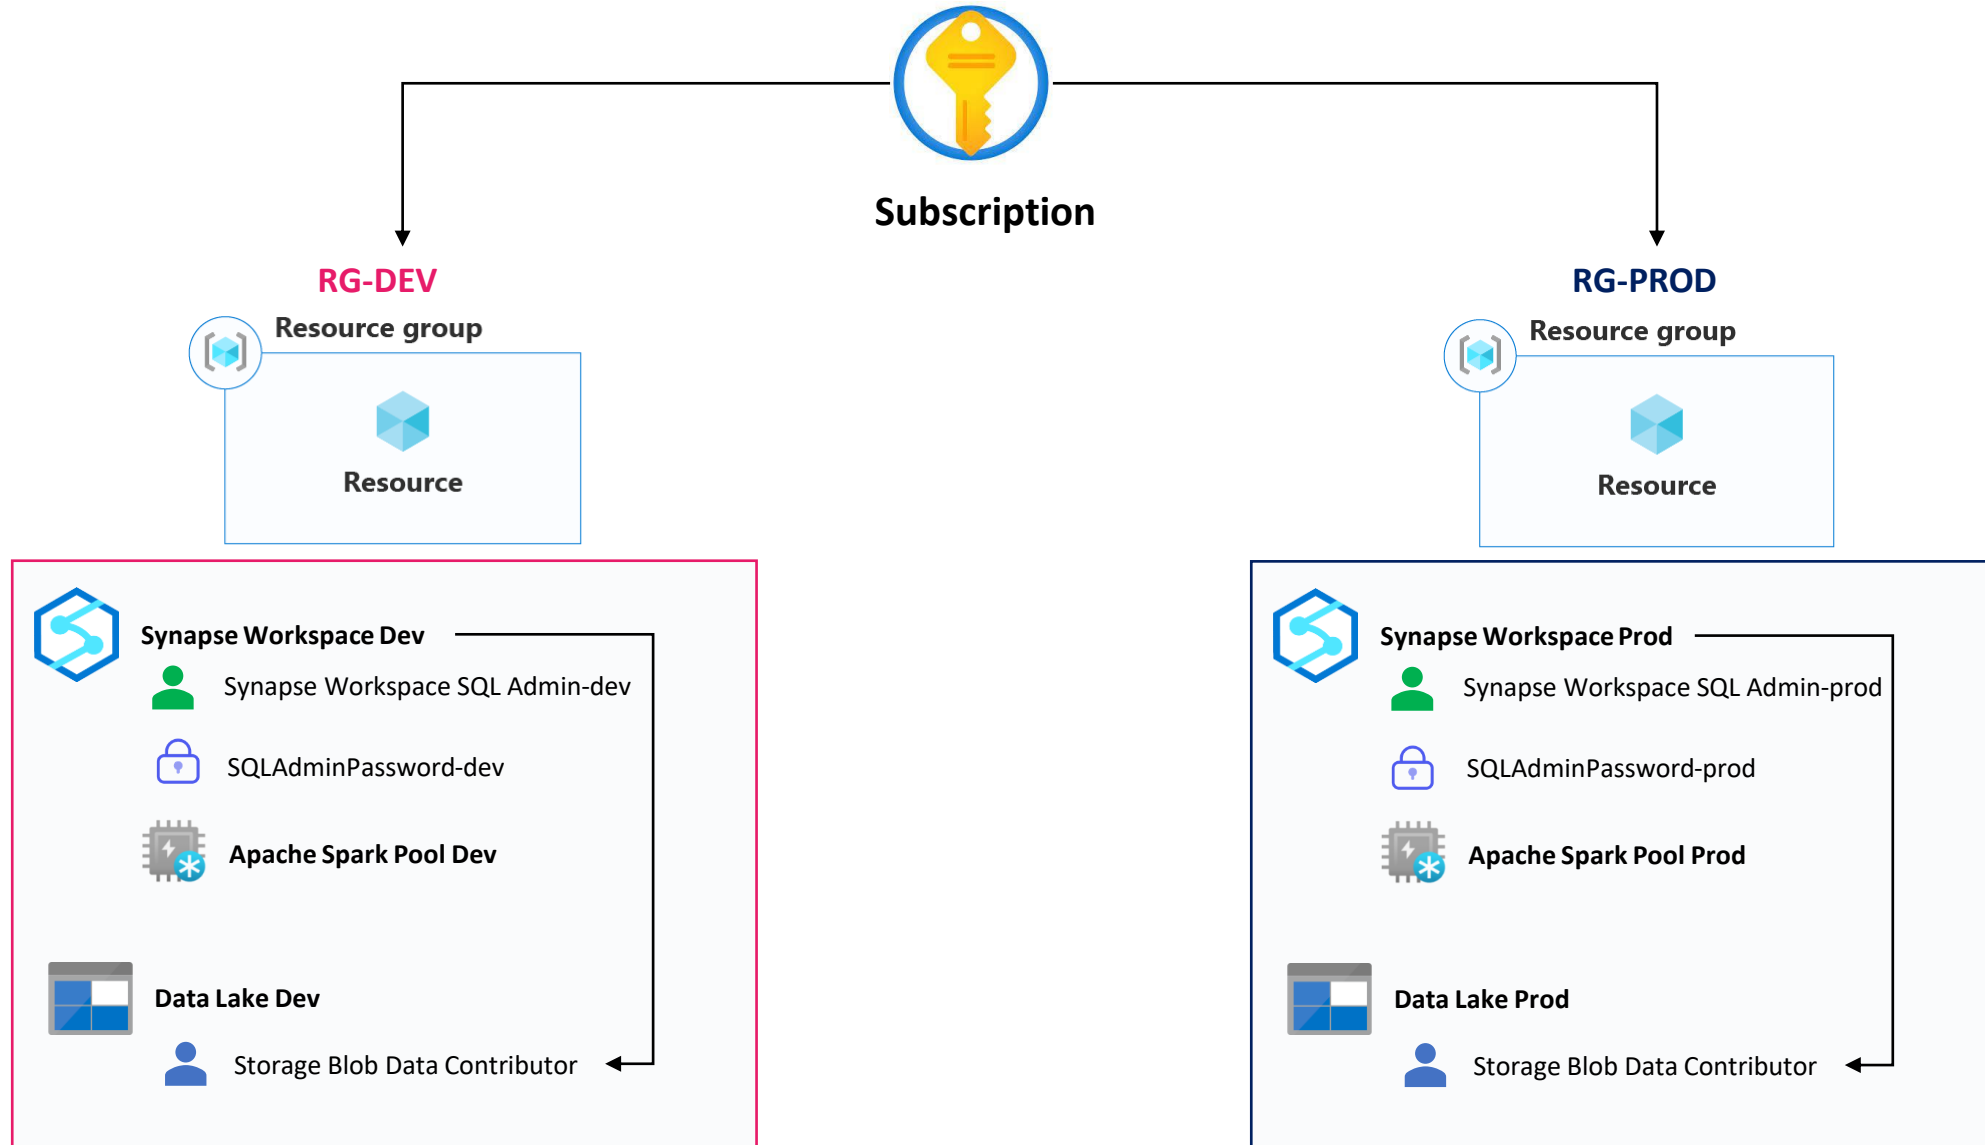 Subscription
RG-DEV
Resource group
Resource
Synapse Workspace Dev
Synapse Workspace SQL Admin-dev
SQLAdminPassword-dev
Apache Spark Pool Dev
Data Lake Dev
Storage Blob Data Contributor
RG-PROD
Resource group
Resource
Synapse Workspace Prod
Synapse Workspace SQL Admin-prod
SQLAdminPassword-prod
Apache Spark Pool Prod
Data Lake Prod
Storage Blob Data Contributor